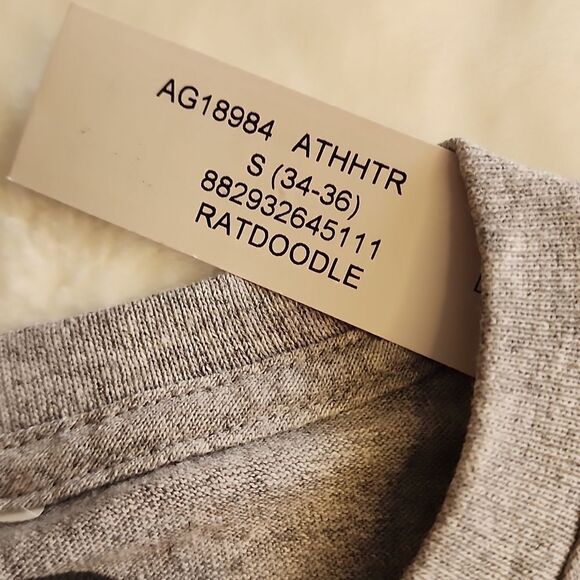 AG18984 ATHHTR
S (34-36)
882932645111
RATDOODLE